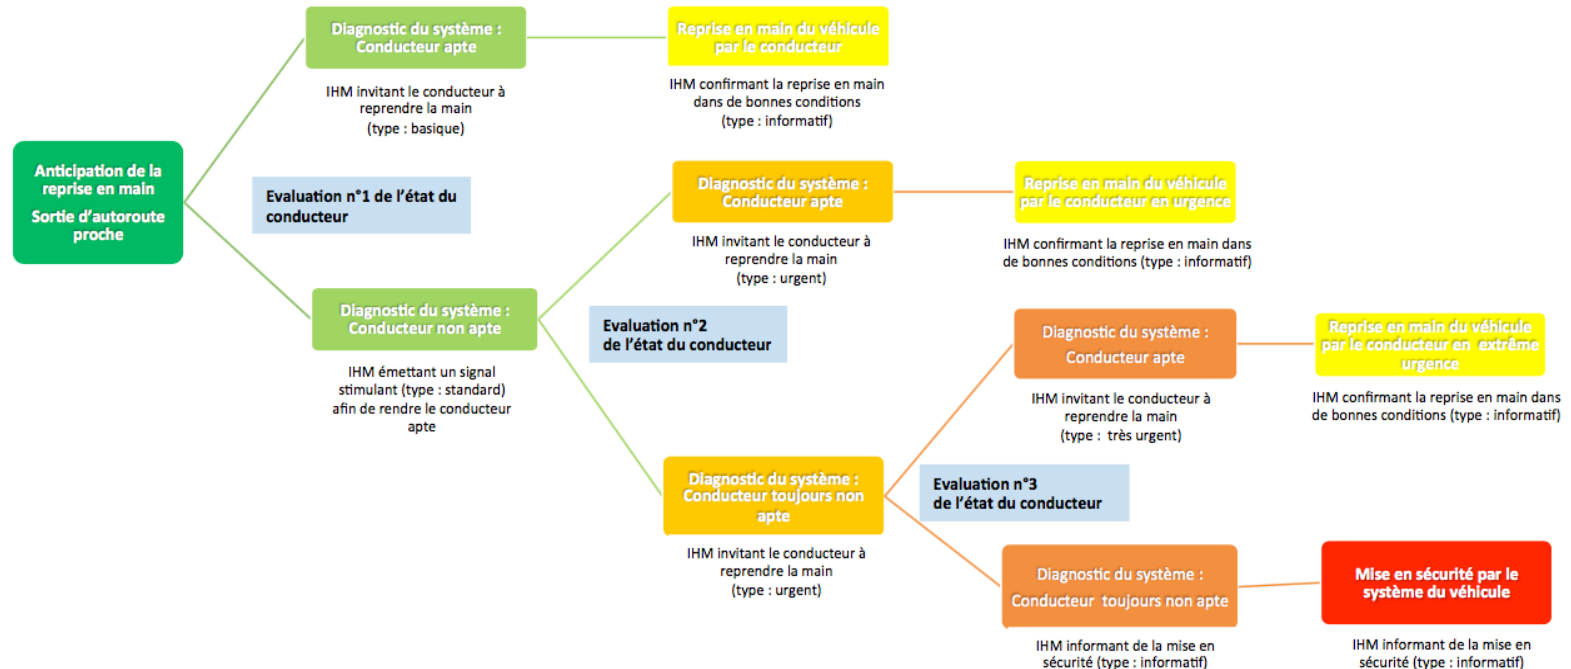 Anticipation de la
reprise en main
Sortie d'autoroute
proche
Diagnostic du système :
Conducteur apte
IHM invitant le conducteur à
reprendre la main
(type : basique)
Reprise en main du véhicule
par le conducteur
IHM confirmant la reprise en main
dans de bonnes conditions
(type : informatif)
Evaluation n°1 de l'état du
conducteur
Diagnostic du système :
Conducteur non apte
IHM émettant un signal
stimulant (type : standard)
afin de rendre le conducteur
apte
Diagnostic du système :
Conducteur apte
IHM invitant le conducteur à
reprendre la main
(type : urgent)
Reprise en main du véhicule
par le conducteur en urgence
IHM confirmant la reprise en main dans
de bonnes conditions (type : informatif)
Evaluation n°2
de l'état du conducteur
Diagnostic du système :
Conducteur toujours non
apte
IHM invitant le conducteur à
reprendre la main
(type : urgent)
Diagnostic du système :
Conducteur apte
IHM invitant le conducteur à
reprendre la main
(type :  très urgent)
Reprise en main du véhicule
par le conducteur en  extrême
urgence
IHM confirmant la reprise en main dans
de bonnes conditions (type : informatif)
Evaluation n°3
de l'état du conducteur
Diagnostic du système :
Conducteur  toujours non apte
IHM informant de la mise en
sécurité (type : informatif)
Mise en sécurité par le
système du véhicule
IHM informant de la mise en
sécurité (type : informatif)